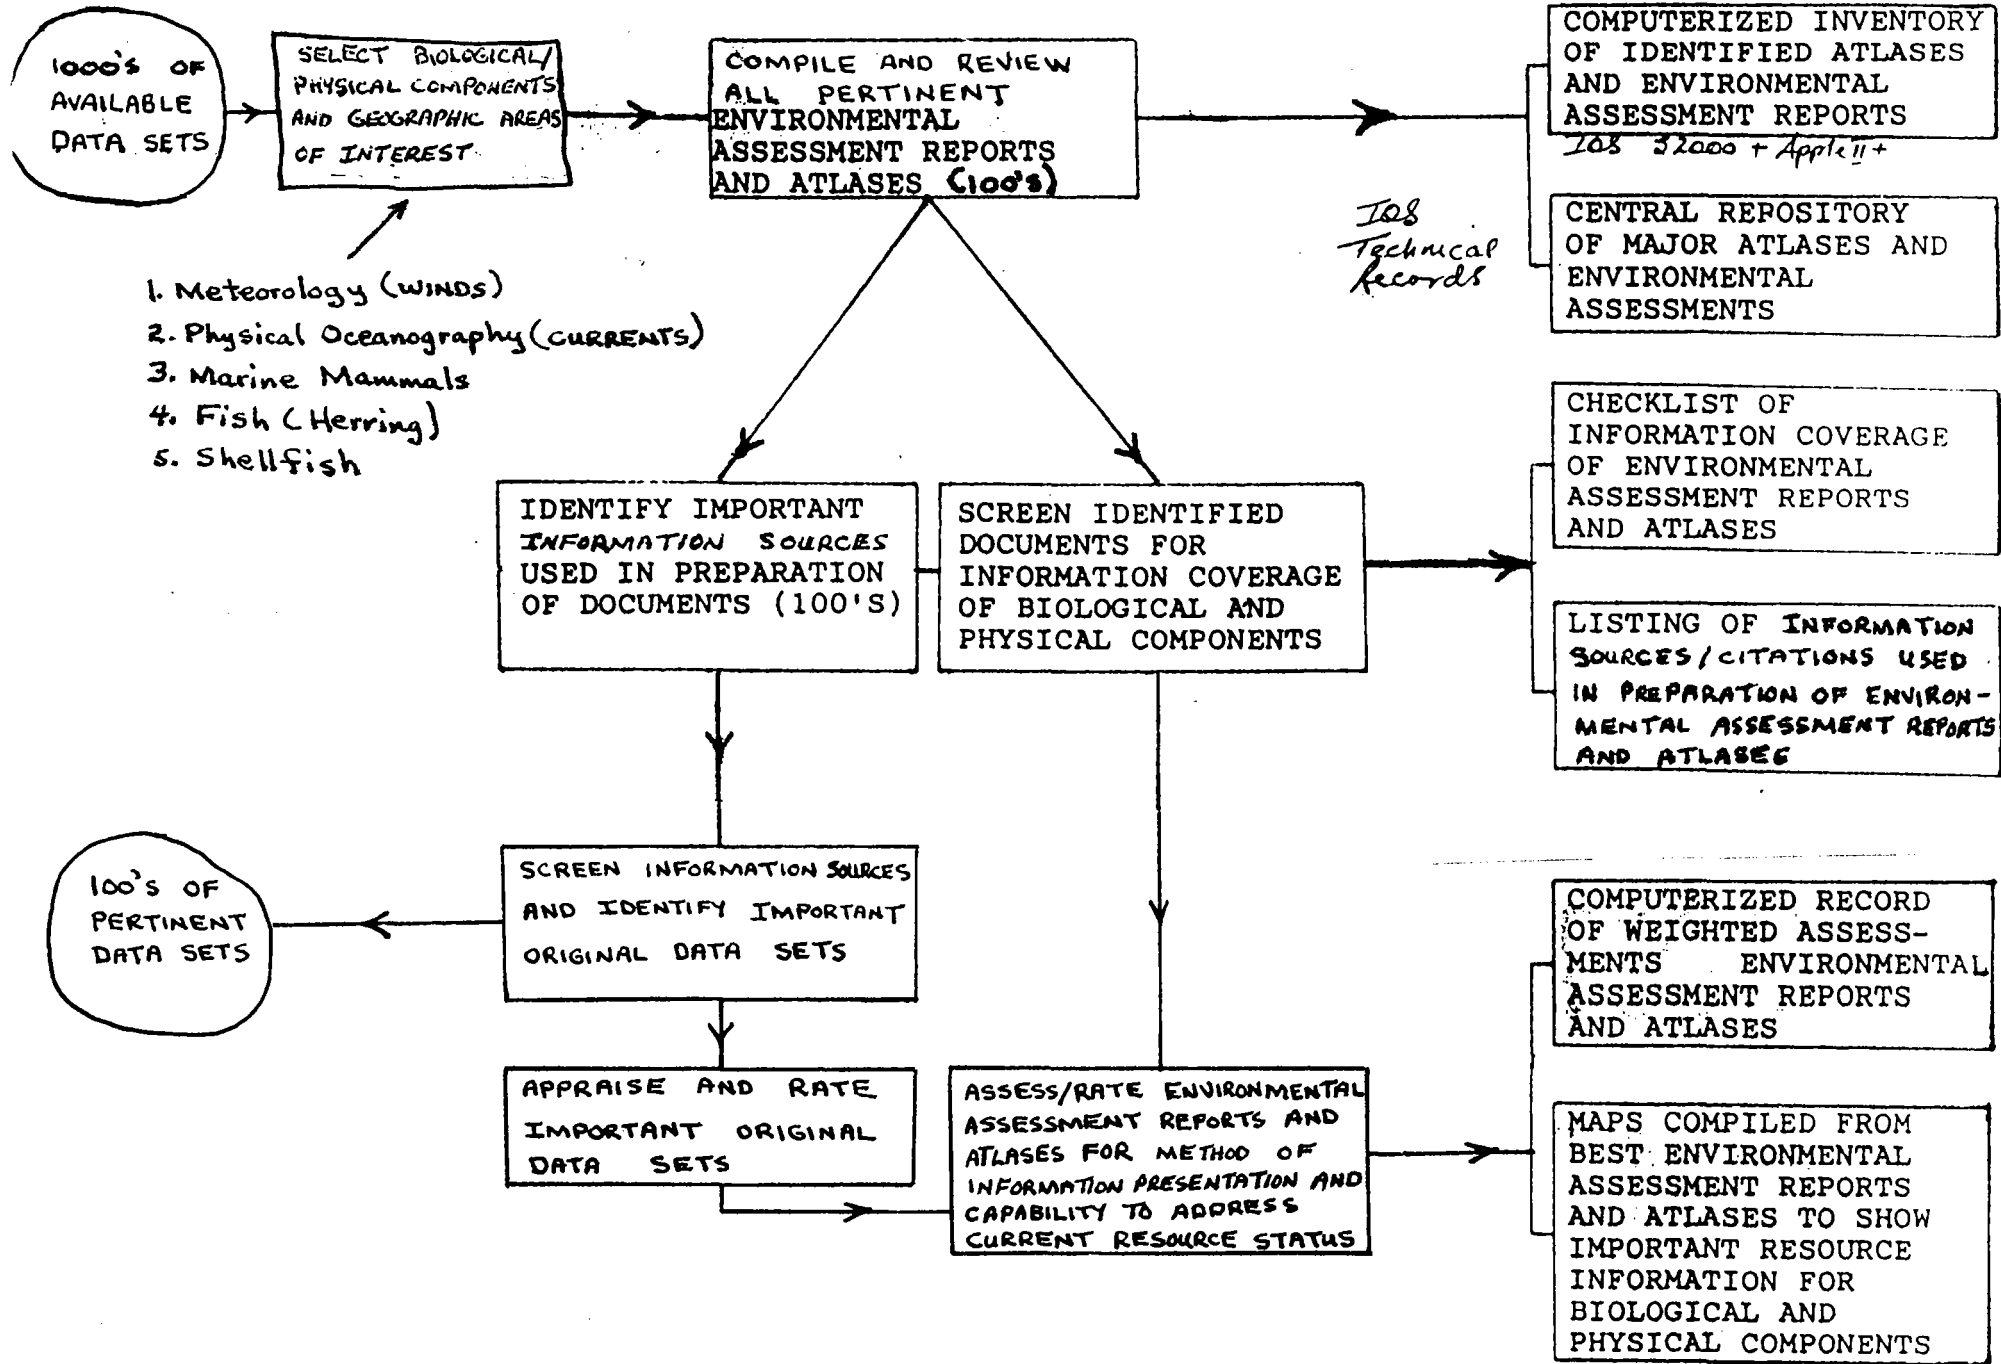 1000's OF
AVAILABLE
DATA SETS
SELECT BIOLOGICAL/
PHYSICAL COMPONENTS
AND GEOGRAPHIC AREAS
OF INTEREST
COMPILE AND REVIEW
ALL PERTINENT
ENVIRONMENTAL
ASSESSMENT REPORTS
AND ATLASES (100's)
COMPUTERIZED INVENTORY
OF IDENTIFIED ATLASES
AND ENVIRONMENTAL
ASSESSMENT REPORTS
IOS 32000 + Apple II +
IOS
Technical
Records
CENTRAL REPOSITORY
OF MAJOR ATLASES AND
ENVIRONMENTAL
ASSESSMENTS
1. Meteorology (WINDS)
2. Physical Oceanography (CURRENTS)
3. Marine Mammals
4. Fish (Herring)
5. Shellfish
IDENTIFY IMPORTANT
INFORMATION SOURCES
USED IN PREPARATION
OF DOCUMENTS (100'S)
SCREEN IDENTIFIED
DOCUMENTS FOR
INFORMATION COVERAGE
OF BIOLOGICAL AND
PHYSICAL COMPONENTS
CHECKLIST OF
INFORMATION COVERAGE
OF ENVIRONMENTAL
ASSESSMENT REPORTS
AND ATLASES
LISTING OF INFORMATION
SOURCES/CITATIONS USED
IN PREPARATION OF ENVIRON-
MENTAL ASSESSMENT REPORTS
AND ATLASES
100's OF
PERTINENT
DATA SETS
SCREEN INFORMATION SOURCES
AND IDENTIFY IMPORTANT
ORIGINAL DATA SETS
APPRAISE AND RATE
IMPORTANT ORIGINAL
DATA SETS
ASSESS/RATE ENVIRONMENTAL
ASSESSMENT REPORTS AND
ATLASES FOR METHOD OF
INFORMATION PRESENTATION AND
CAPABILITY TO ADDRESS
CURRENT RESOURCE STATUS
COMPUTERIZED RECORD
OF WEIGHTED ASSESS-
MENTS ENVIRONMENTAL
ASSESSMENT REPORTS
AND ATLASES
MAPS COMPILED FROM
BEST ENVIRONMENTAL
ASSESSMENT REPORTS
AND ATLASES TO SHOW
IMPORTANT RESOURCE
INFORMATION FOR
BIOLOGICAL AND
PHYSICAL COMPONENTS